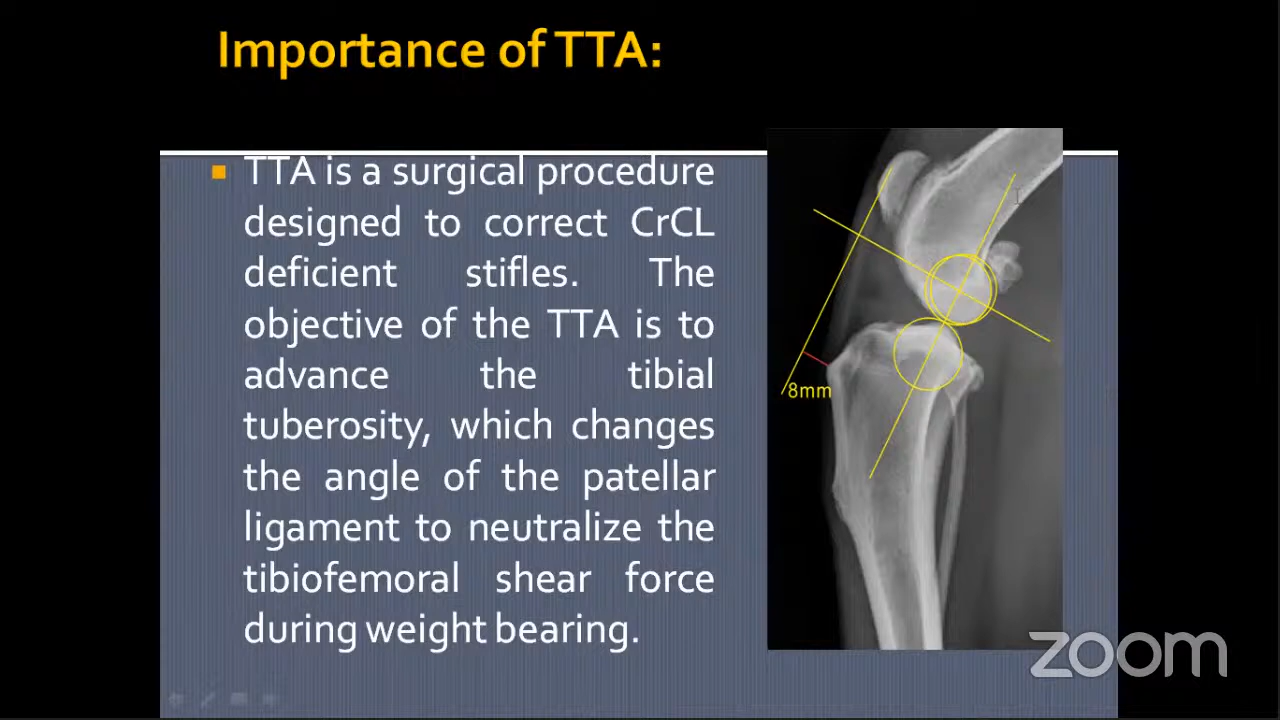 Importance of TTA:
TTA is a surgical procedure
designed to correct CrCL
deficient stifles. The
objective of the TTA is to
advance the tibial
tuberosity, which changes
the angle of the patellar
ligament to neutralize the
tibiofemoral shear force
during weight bearing.
8mm
zoom